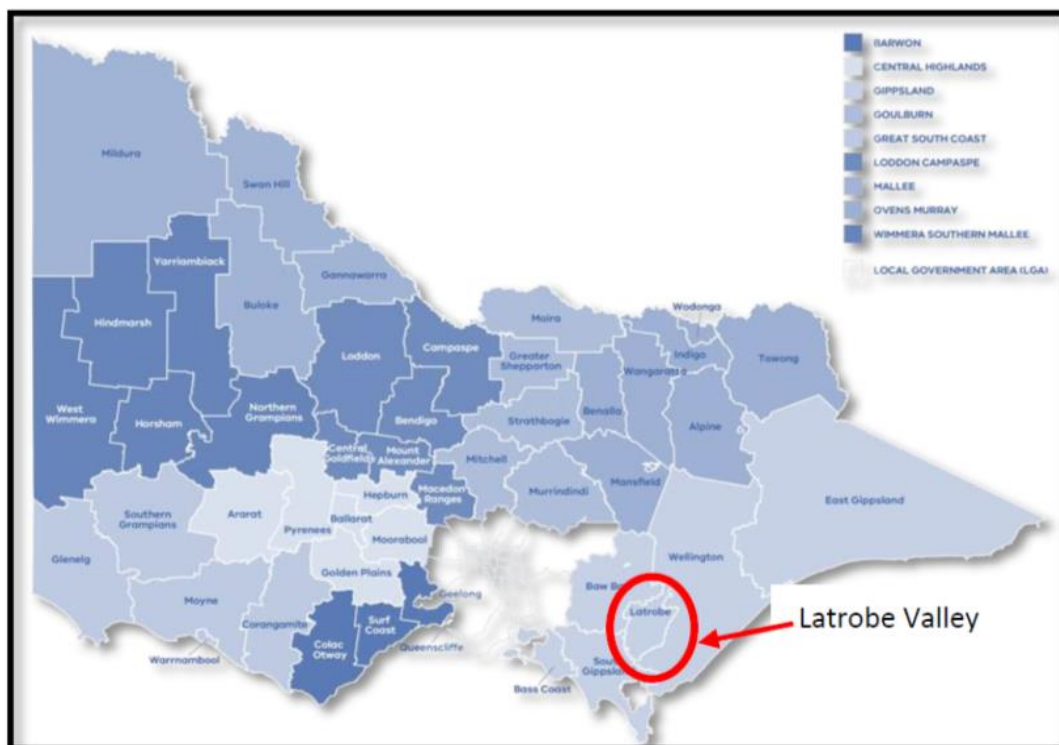 BARWON
CENTRAL HIGHLANDS
GIPPSLAND
GOULBURN
GREAT SOUTH COAST
LODDON CAMPASPE
MALLEE
OVENS MURRAY
WIMMERA SOUTHERN MALLEE
LOCAL GOVERNMENT AREA (LGA)
Mildura
Swan Hill
Yarriambiack
Gannawarra
Buloke
Hindmarsh
Loddon
Campaspe
Moira
Wodonga
Greater
Shepparton
Indigo
Towong
Wangaratta
West
Wimmera
Horsham
Northern
Grampians
Bendigo
Strathbogie
Benalla
Alpine
Central
Goldfields
Mount
Alexander
Mitchell
Mansfield
Macedon
Ranges
Murrindindi
East Gippsland
Southern
Grampians
Ararat
Hepburn
Pyrenees
Ballarat
Moorabool
Wellington
Glenelg
Golden Plains
Geelong
Baw B
Latrobe
Moyne
Corangamite
Surf
Coast
Colac
Otway
Queenscliffe
Warrnambool
Sout
Gippsla
Bass Coast
Latrobe Valley